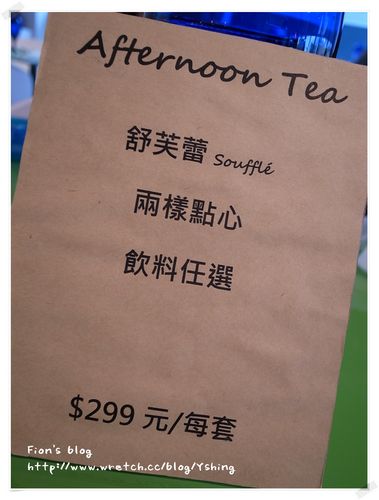 Afternoon Tea
舒芙蕾 Soufflé
兩樣點心
飲料任選
$299 元/每套
Fion's blog
http://www.wretch.cc/blog/Yshing